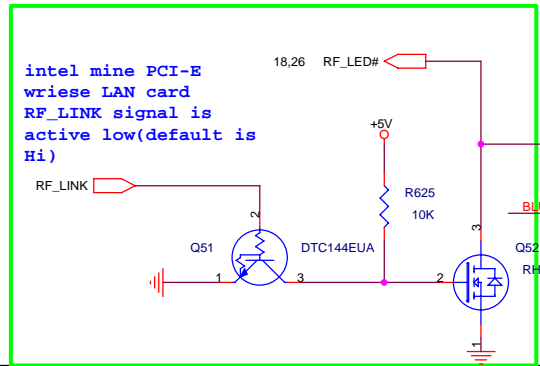 intel mine PCI-E
wriese LAN card
RF_LINK signal is
active low(default is
Hi)
18,26 RF_LED#
+5V
RF_LINK
R625
10K
2
3
Q51
DTC144EUA
Q52
1
3
2
1